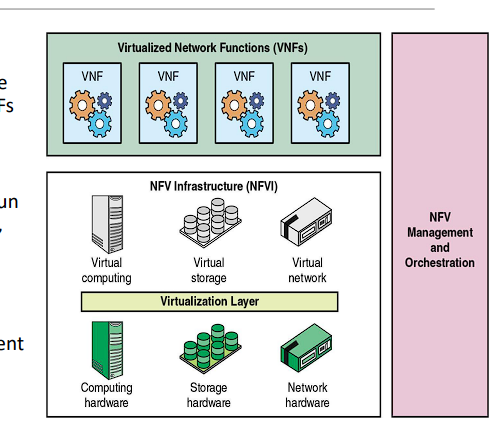 e
Fs
un
,
ent
Virtualized Network Functions (VNFs)
VNF VNF VNF VNF
NFV Infrastructure (NFVI)
Virtual computing
Virtual storage
Virtual network
Virtualization Layer
Computing hardware
Storage hardware
Network hardware
NFV
Management
and
Orchestration